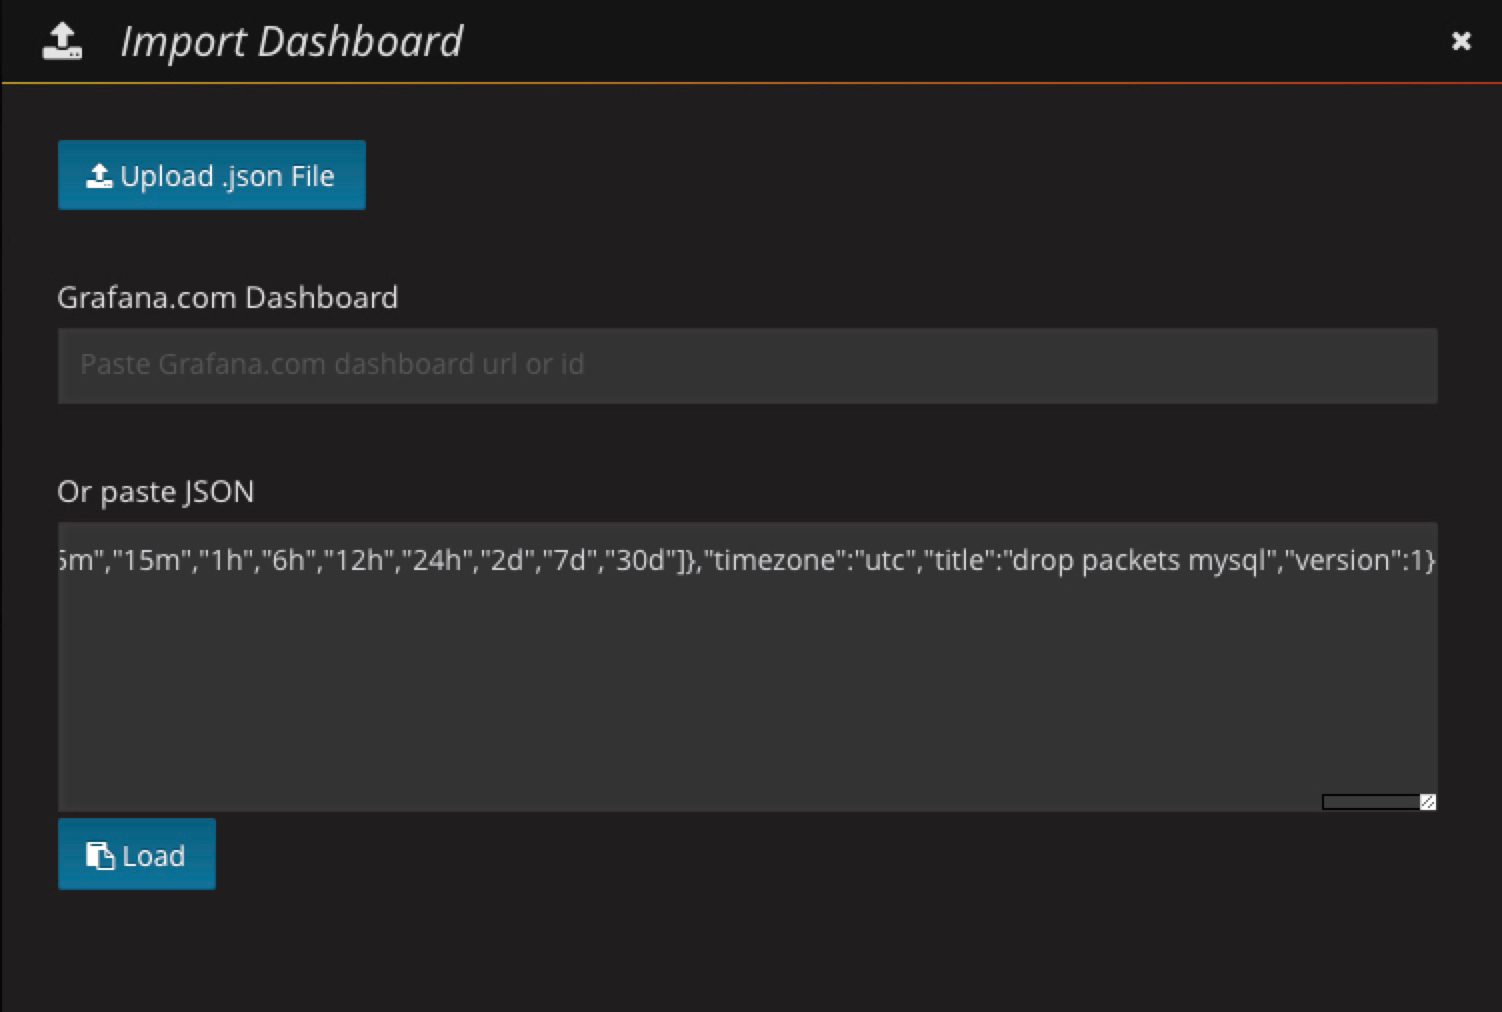 Import Dashboard
Upload .json File
Grafana.com Dashboard
Paste Grafana.com dashboard url or id
Or paste JSON
5m","15m","1h","6h","12h","24h","2d","7d","30d"]},"timezone":"utc","title":"drop packets mysql","version":1}
Load